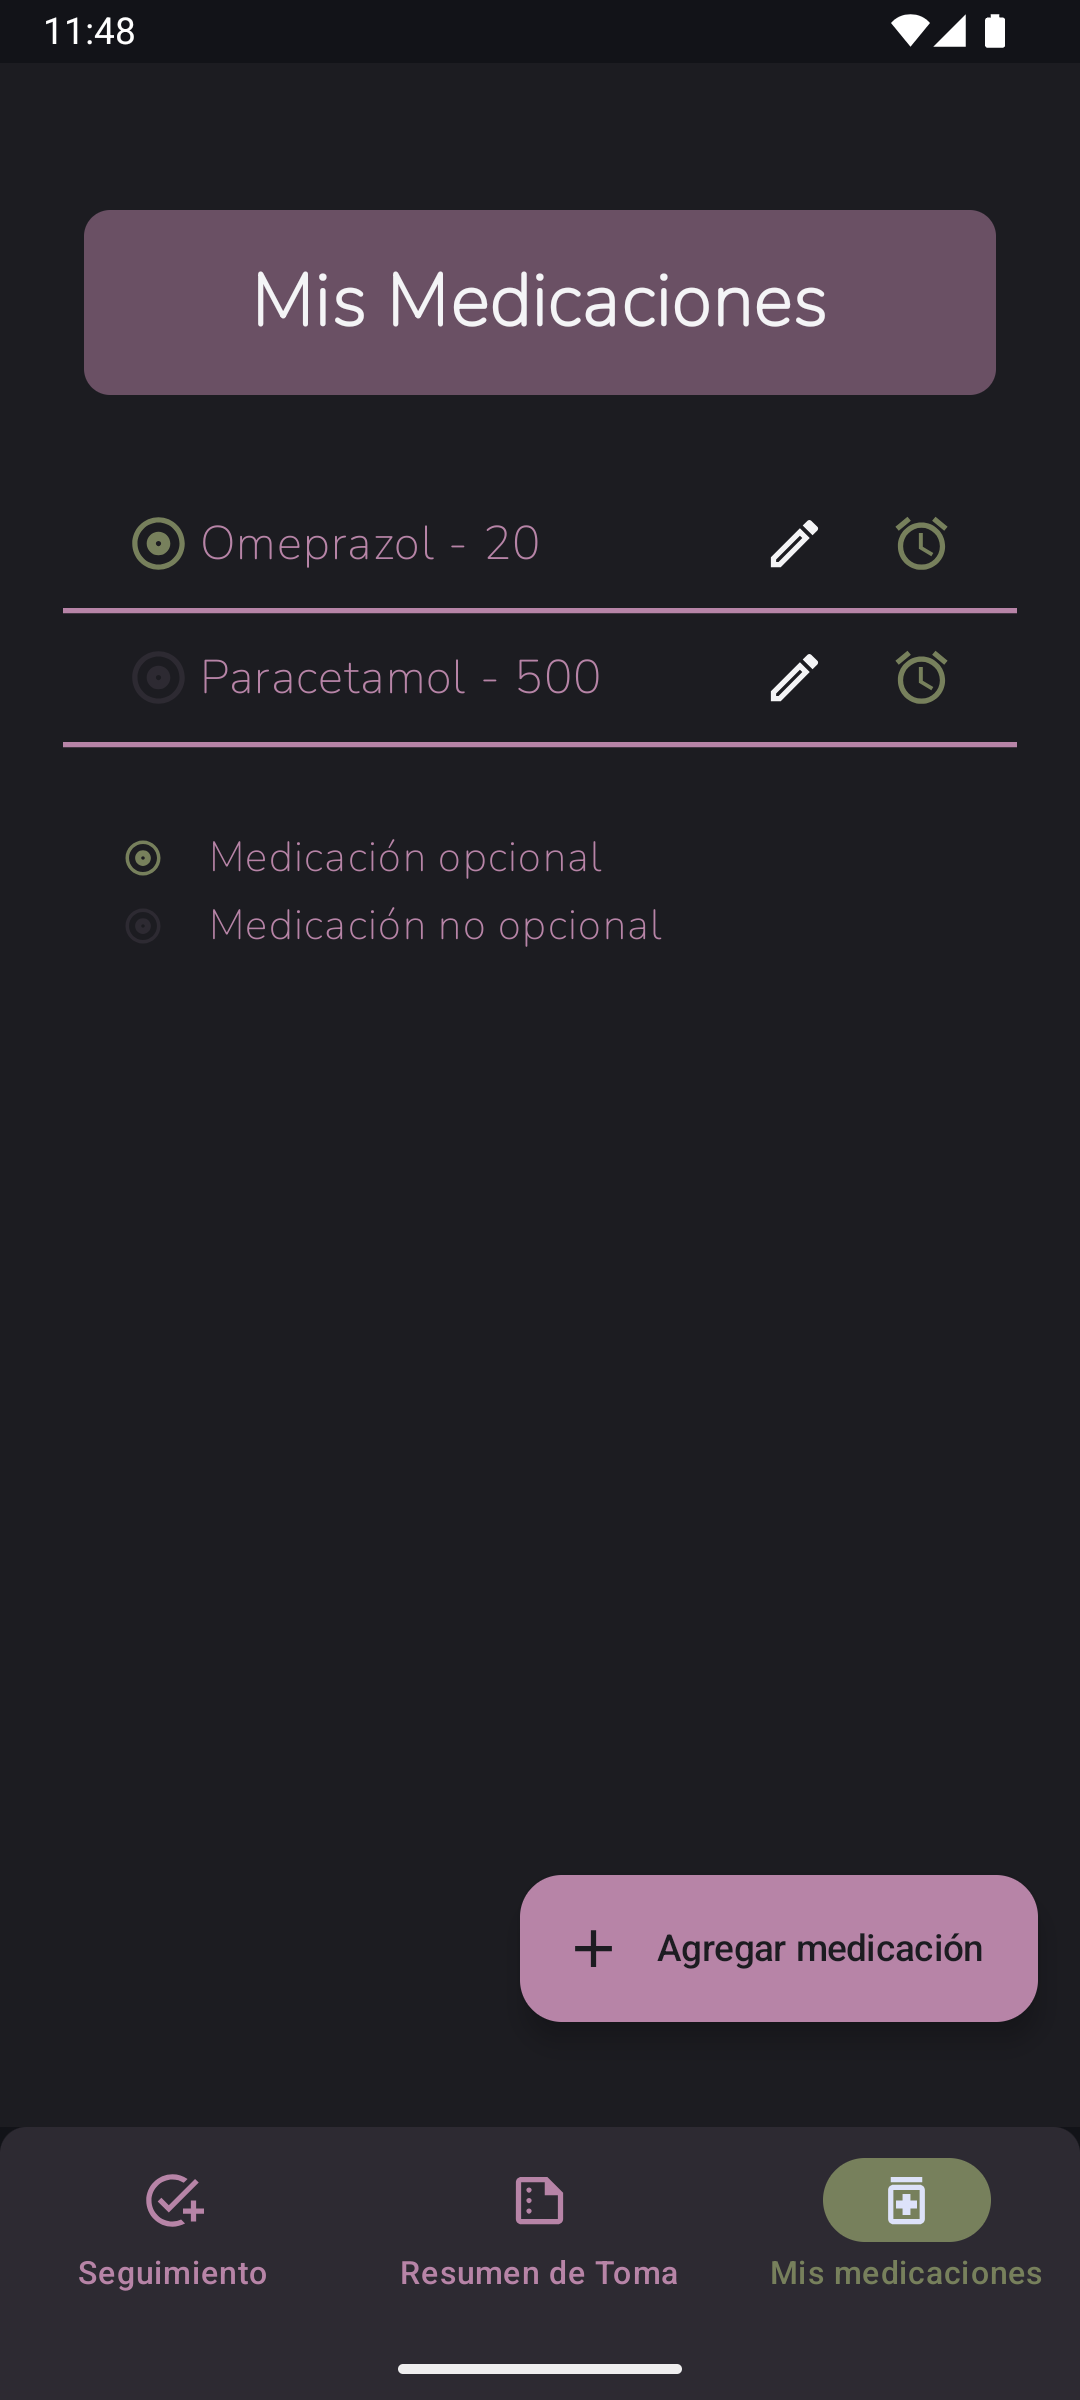 11:48
Mis Medicaciones
Omeprazol - 20
Paracetamol - 500
Medicación opcional
Medicación no opcional
Agregar medicación
Seguimiento
Resumen de Toma
Mis medicaciones